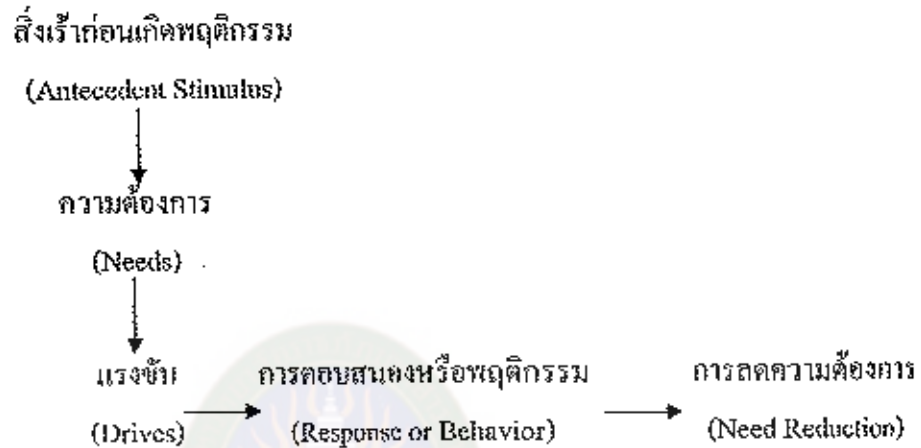 สิ่งเร้าก่อนเกิดพฤติกรรม
(Antecedent Stimulus)
ความต้องการ
(Needs)
แรงขับ
(Drives)
การตอบสนองหรือพฤติกรรม
(Response or Behavior)
การลดความต้องการ
(Need Reduction)